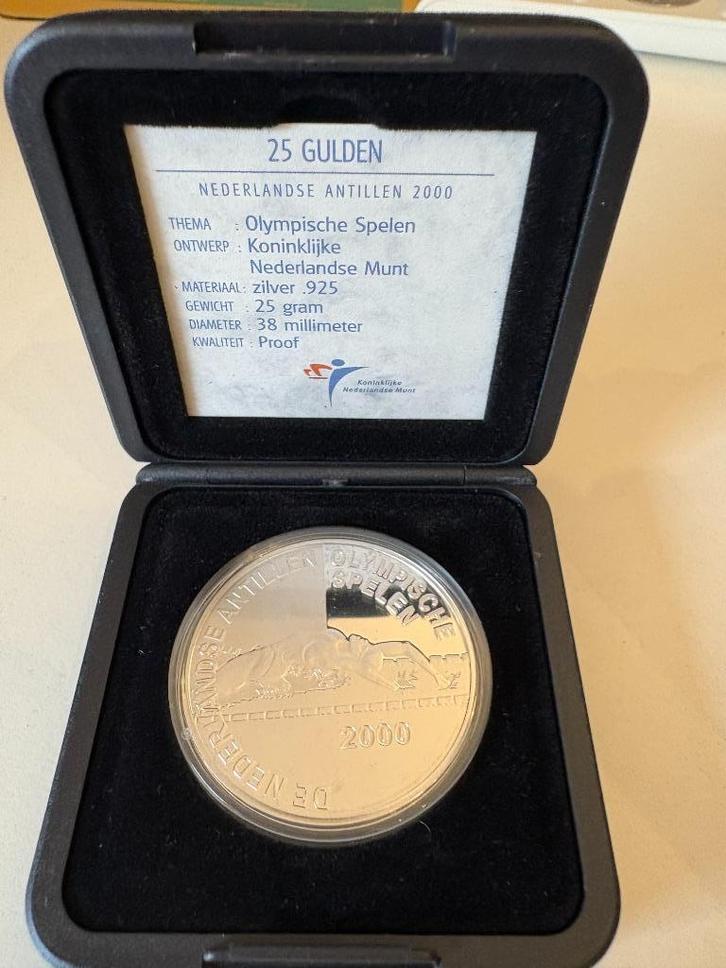 25 GULDEN
NEDERLANDSE ANTILLEN 2000
THEMA : Olympische Spelen
ONTWERP : Koninklijke
Nederlandse Munt
MATERIAAL: zilver .925
GEWICHT : 25 gram
DIAMETER : 38 millimeter
KWALITEIT : Proof
Koninklijke
Nederlandse Munt
DE NEDERLANDSE ANTILLEN
OLYMPISCHE
SPELEN
2000